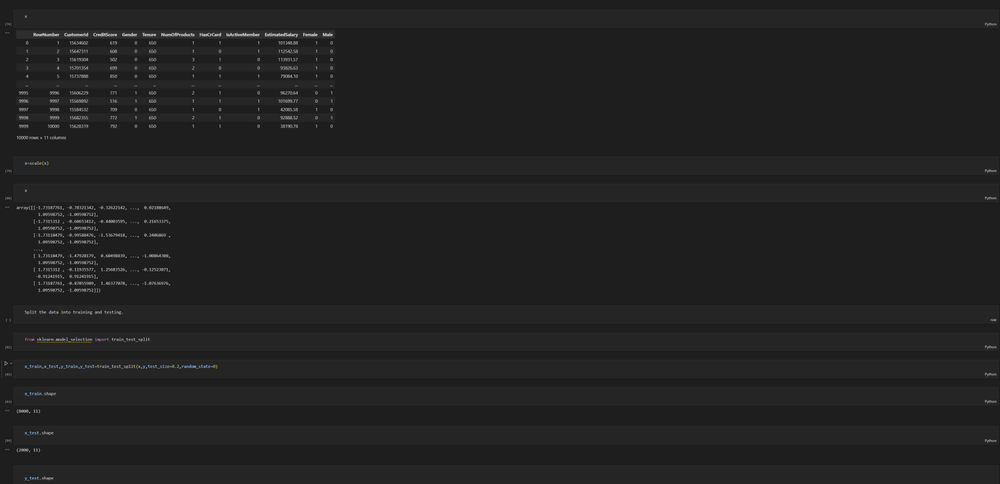 x
[76]
Python
RowNumber CustomerId CreditScore Gender Tenure NumOfProducts HasCrCard IsActiveMember EstimatedSalary Female Male
0 1 15634602 619 0 650 1 1 1 101348.88 1 0
1 2 15647311 608 0 650 1 0 1 112542.58 1 0
2 3 15619304 502 0 650 3 1 0 113931.57 1 0
3 4 15701354 699 0 650 2 0 0 93826.63 1 0
4 5 15737888 850 0 650 1 1 1 79084.10 1 0
... ... ... ... ... ... ... ... ... ... ... ...
9995 9996 15606229 771 1 650 2 1 0 96270.64 0 1
9996 9997 15569892 516 1 650 1 1 1 101699.77 0 1
9997 9998 15584532 709 0 650 1 0 1 42085.58 1 0
9998 9999 15682355 772 1 650 2 1 0 92888.52 0 1
9999 10000 15628319 792 0 650 1 1 0 38190.78 1 0
10000 rows × 11 columns
x=scale(x)
[79]
Python
x
[80]
Python
array([[-1.73187761, -0.78321342, -0.32622142, ..., 0.02188649,
1.09598752, -1.09598752],
[-1.7315312 , -0.60653412, -0.44003595, ..., 0.21653375,
1.09598752, -1.09598752],
[-1.73118479, -0.99588476, -1.53679418, ..., 0.2406869 ,
1.09598752, -1.09598752],
...,
[ 1.73118479, -1.47928179, 0.60498839, ..., -1.00864308,
1.09598752, -1.09598752],
[ 1.7315312 , -0.11935577, 1.25683526, ..., -0.12523071,
-0.91241915, 0.91241915],
[ 1.73187761, -0.87055909, 1.46377078, ..., -1.07636976,
1.09598752, -1.09598752]])
Split the data into training and testing.
[ ]
raw
from sklearn.model_selection import train_test_split
[81]
Python
x_train,x_test,y_train,y_test=train_test_split(x,y,test_size=0.2,random_state=0)
[82]
Python
x_train.shape
[83]
Python
(8000, 11)
x_test.shape
[84]
Python
(2000, 11)
y_test.shape